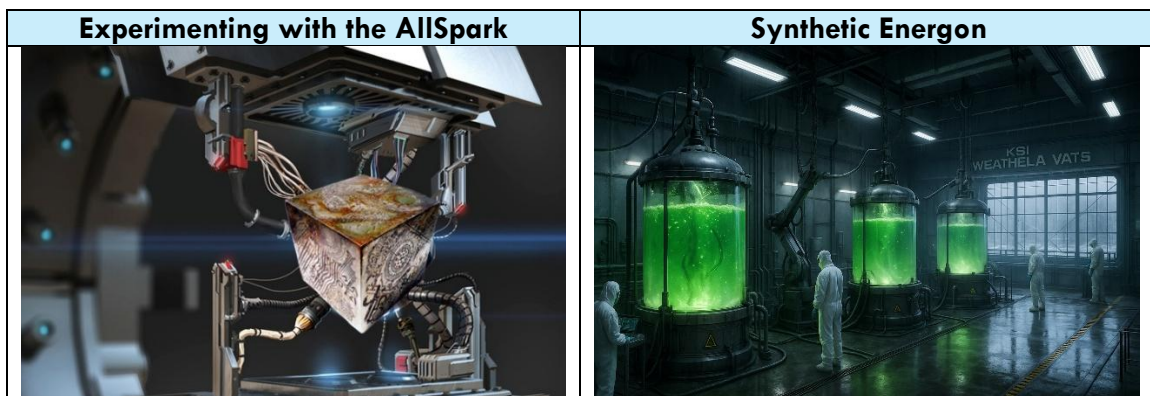 Experimenting with the AllSpark
Synthetic Energon
KSI
WEATHELA VATS